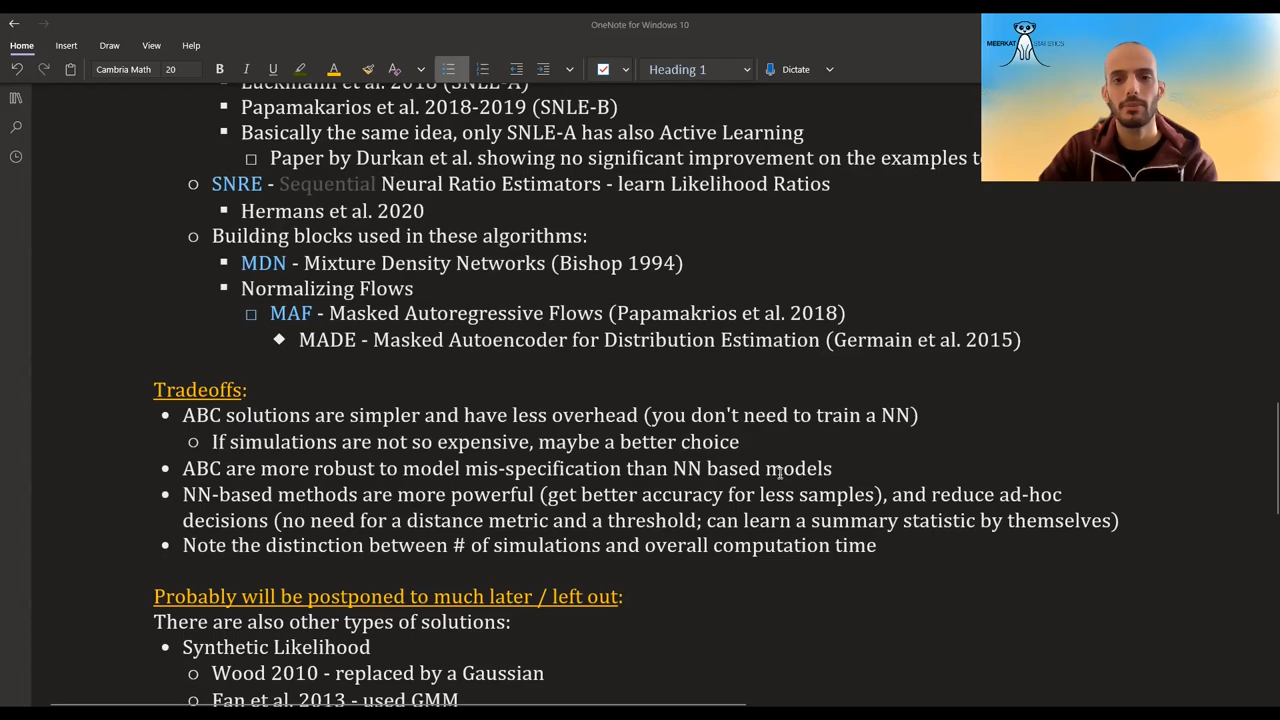 OneNote for Windows 10
Home Insert Draw View Help
Cambria Math 20 B I U A A Heading 1 Dictate
MEERKAT STATISTICS
Luckmann et al. 2018 (SNLE-A)
Papamakarios et al. 2018-2019 (SNLE-B)
Basically the same idea, only SNLE-A has also Active Learning
Paper by Durkan et al. showing no significant improvement on the examples
SNRE - Sequential Neural Ratio Estimators - learn Likelihood Ratios
Hermans et al. 2020
Building blocks used in these algorithms:
MDN - Mixture Density Networks (Bishop 1994)
Normalizing Flows
MAF - Masked Autoregressive Flows (Papamakrios et al. 2018)
MADE - Masked Autoencoder for Distribution Estimation (Germain et al. 2015)
Tradeoffs:
ABC solutions are simpler and have less overhead (you don't need to train a NN)
If simulations are not so expensive, maybe a better choice
ABC are more robust to model mis-specification than NN based models
NN-based methods are more powerful (get better accuracy for less samples), and reduce ad-hoc
decisions (no need for a distance metric and a threshold; can learn a summary statistic by themselves)
Note the distinction between # of simulations and overall computation time
Probably will be postponed to much later / left out:
There are also other types of solutions:
Synthetic Likelihood
Wood 2010 - replaced by a Gaussian
Fan et al. 2013 - used GMM